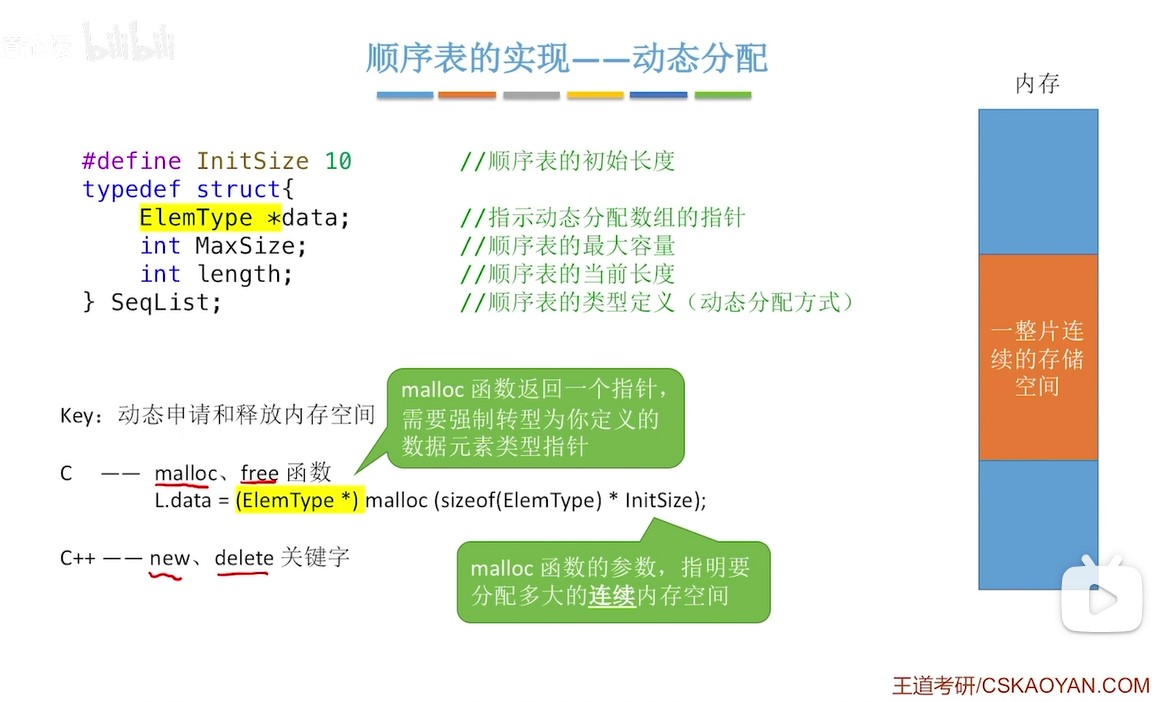 bilibili
顺序表的实现——动态分配
内存
#define InitSize 10 //顺序表的初始长度
typedef struct{
ElemType *data; //指示动态分配数组的指针
int MaxSize; //顺序表的最大容量
int length; //顺序表的当前长度
} SeqList; //顺序表的类型定义（动态分配方式）
一整片连
续的存储
空间
malloc 函数返回一个指针，
需要强制转型为你定义的
数据元素类型指针
Key：动态申请和释放内存空间
C —— malloc、free 函数
L.data = (ElemType *) malloc (sizeof(ElemType) * InitSize);
C++ —— new、delete 关键字
malloc 函数的参数，指明要
分配多大的连续内存空间
王道考研/CSKAOYAN.COM